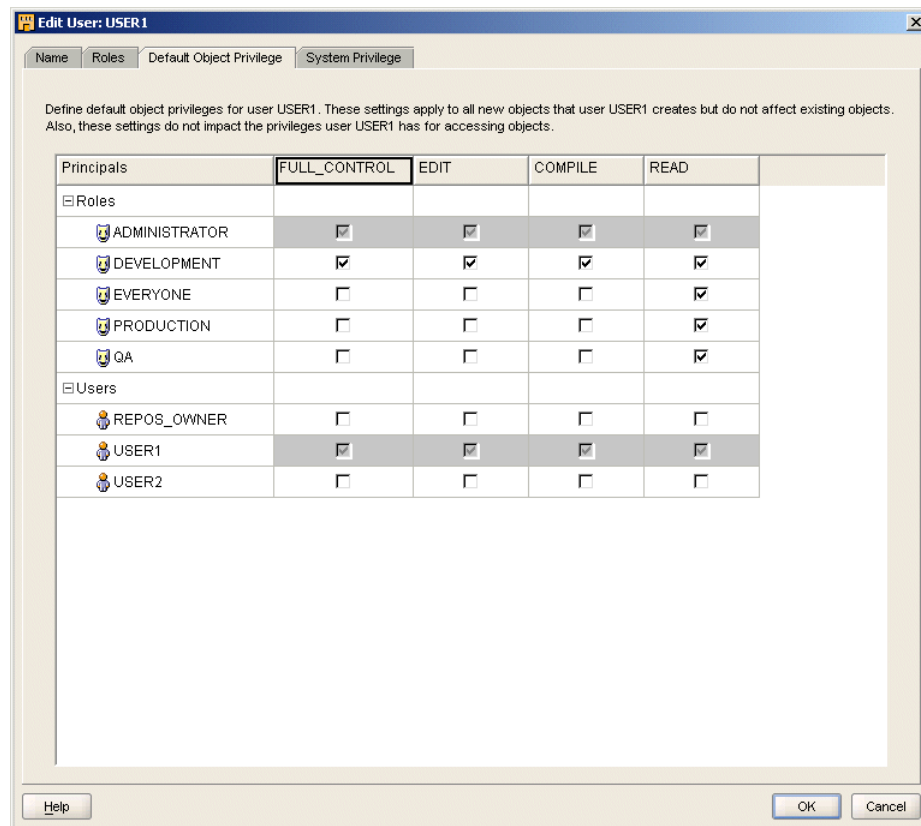 Edit User: USER1
Name Roles Default Object Privilege System Privilege
Define default object privileges for user USER1. These settings apply to all new objects that user USER1 creates but do not affect existing objects.
Also, these settings do not impact the privileges user USER1 has for accessing objects.
Principals FULL_CONTROL EDIT COMPILE READ
Roles
ADMINISTRATOR
DEVELOPMENT
EVERYONE
PRODUCTION
QA
Users
REPOS_OWNER
USER1
USER2
Help OK Cancel